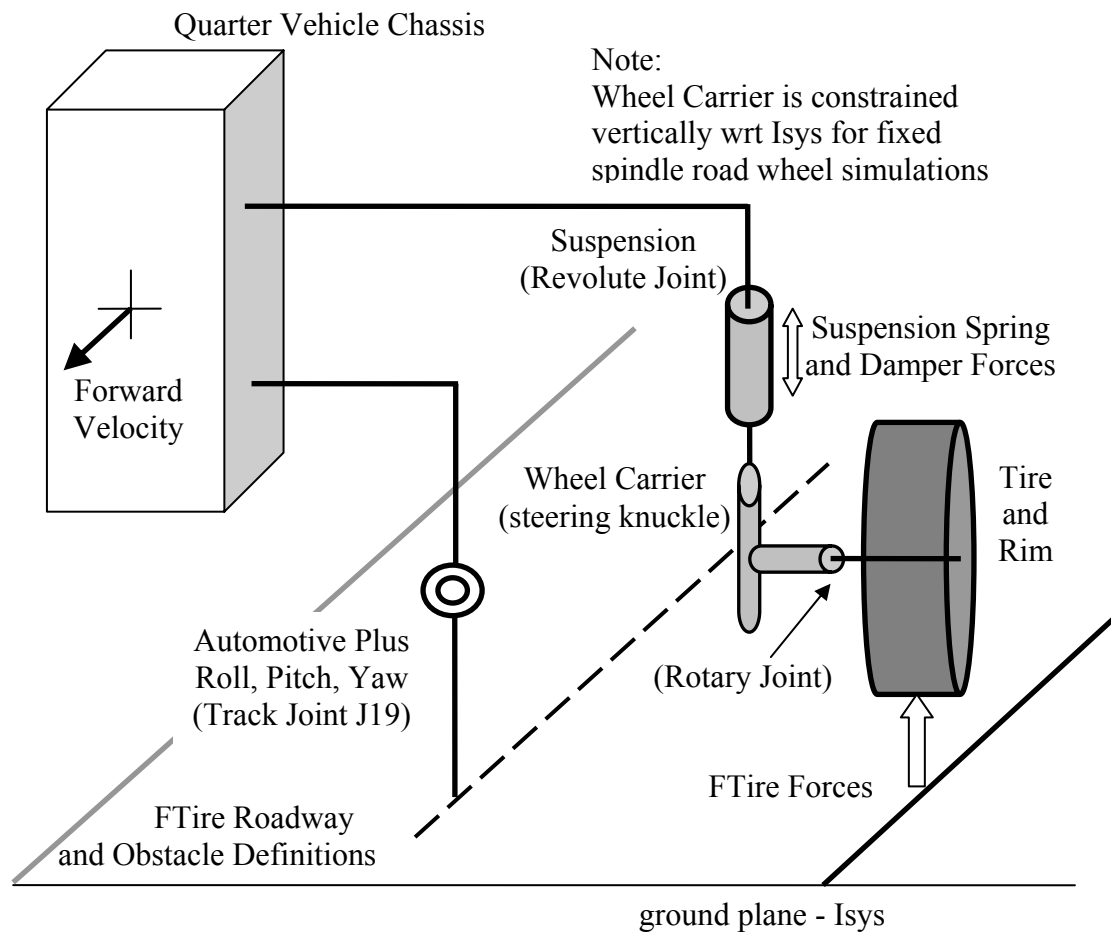 Quarter Vehicle Chassis
Note:
Wheel Carrier is constrained
vertically wrt Isys for fixed
spindle road wheel simulations
Suspension
(Revolute Joint)
Suspension Spring
and Damper Forces
Forward
Velocity
Wheel Carrier
(steering knuckle)
Tire
and
Rim
Automotive Plus
Roll, Pitch, Yaw
(Track Joint J19)
(Rotary Joint)
FTire Forces
FTire Roadway
and Obstacle Definitions
ground plane - Isys